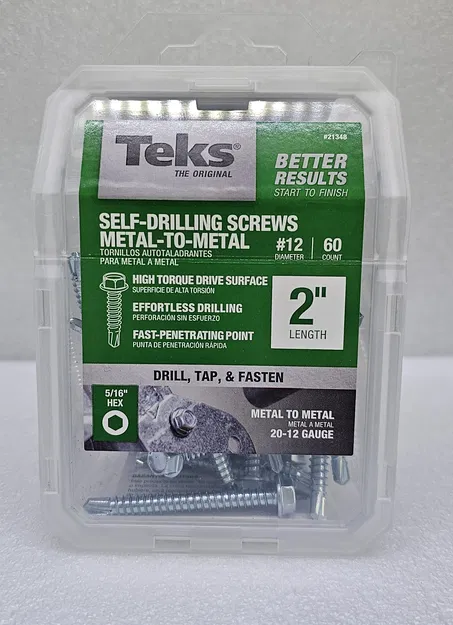 #21348
Teks®
THE ORIGINAL
BETTER
RESULTS
START TO FINISH
SELF-DRILLING SCREWS
METAL-TO-METAL
TORNILLOS AUTOTALADRANTES
PARA METAL A METAL
#12 | 60
DIAMETER COUNT
HIGH TORQUE DRIVE SURFACE
SUPERFICIE DE ALTA TORSIÓN
EFFORTLESS DRILLING
PERFORACIÓN SIN ESFUERZO
FAST-PENETRATING POINT
PUNTA DE PENETRACIÓN RÁPIDA
2"
LENGTH
DRILL, TAP, & FASTEN
5/16"
HEX
METAL TO METAL
METAL A METAL
20-12 GAUGE